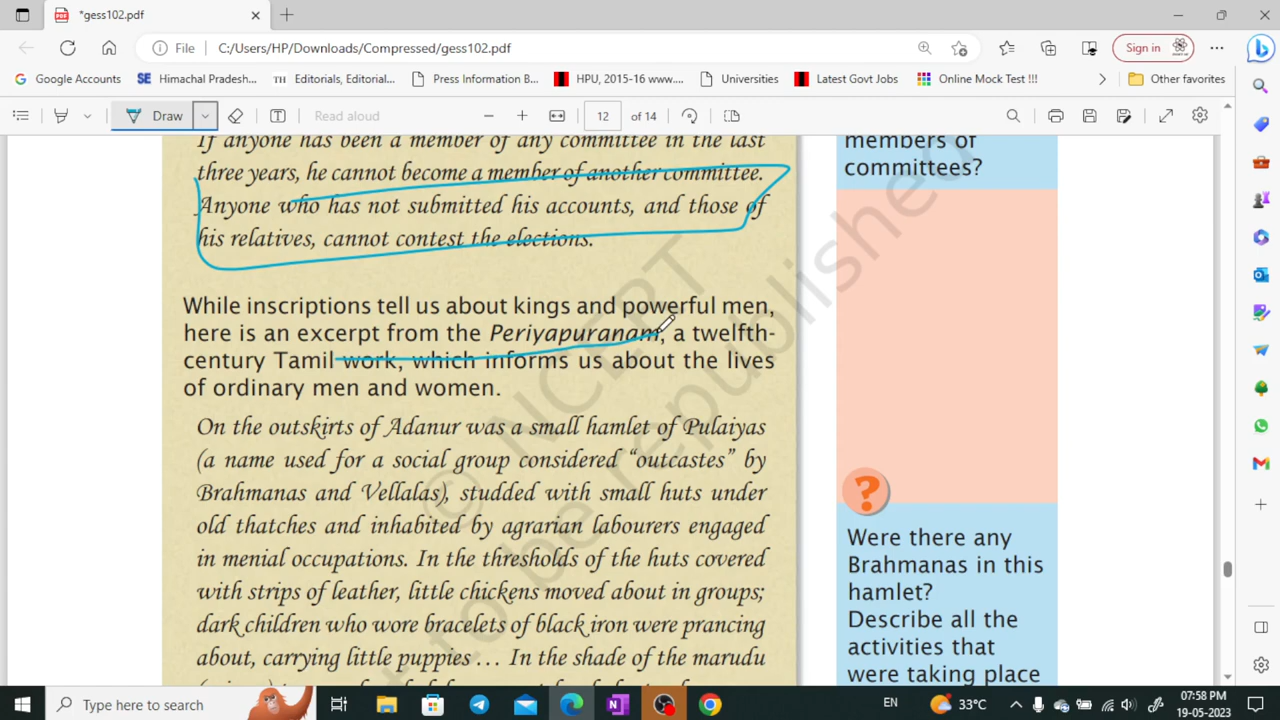 *gess102.pdf
File
C:/Users/HP/Downloads/Compressed/gess102.pdf
Sign in
Google Accounts
SE Himachal Pradesh...
TH Editorials, Editorial...
Press Information B...
HPU, 2015-16 www....
Universities
Latest Govt Jobs
Online Mock Test !!!
Other favorites
Draw
Read aloud
12 of 14
If anyone has been a member of any committee in the last
three years, he cannot become a member of another committee.
Anyone who has not submitted his accounts, and those of
his relatives, cannot contest the elections.
While inscriptions tell us about kings and powerful men,
here is an excerpt from the Periyapuranam, a twelfth-
century Tamil work, which informs us about the lives
of ordinary men and women.
On the outskirts of Adanur was a small hamlet of Pulaiyas
(a name used for a social group considered “outcastes” by
Brahmanas and Vellalas), studded with small huts under
old thatches and inhabited by agrarian labourers engaged
in menial occupations. In the thresholds of the huts covered
with strips of leather, little chickens moved about in groups;
dark children who wore bracelets of black iron were prancing
about, carrying little puppies ... In the shade of the marudu
members of
committees?
?
Were there any
Brahmanas in this
hamlet?
Describe all the
activities that
were taking place
© NCERT
not to be republished
Type here to search
EN
33°C
07:58 PM
19-05-2023